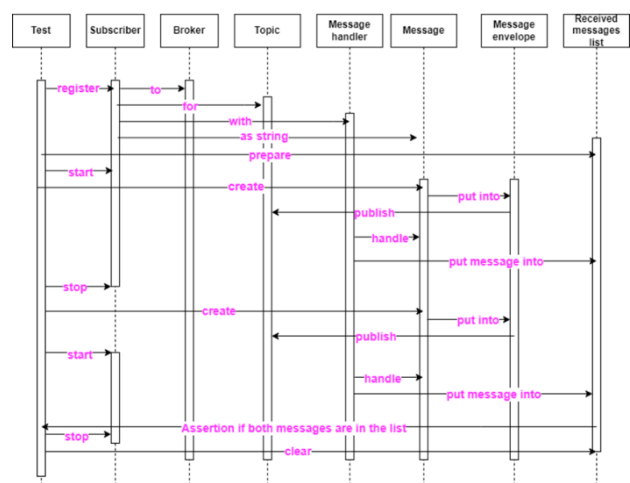 Test
Subscriber
Broker
Topic
Message
handler
Message
Message
envelope
Received
messages
list
register
to
for
with
as string
prepare
start
create
put into
publish
handle
put message into
stop
create
put into
publish
start
handle
put message into
Assertion if both messages are in the list
stop
clear